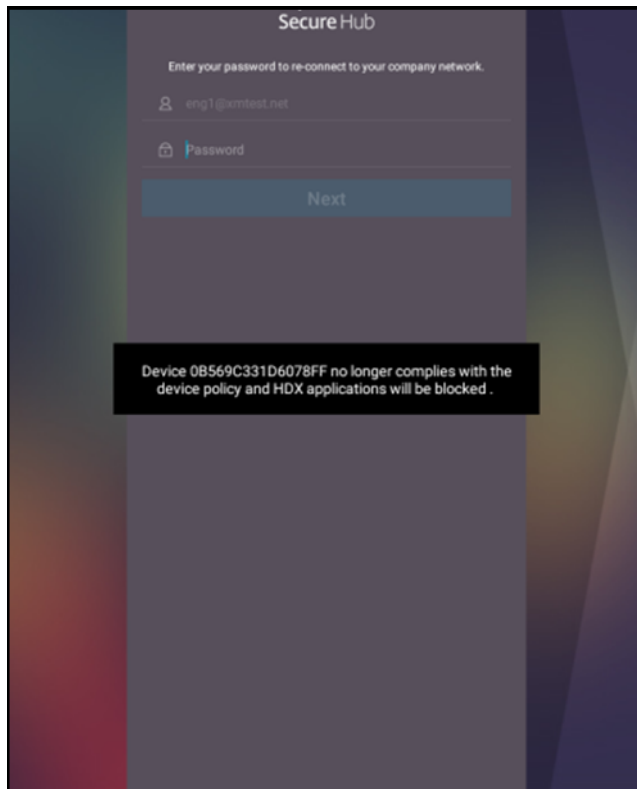 Secure Hub
Enter your password to re-connect to your company network.
eng1@xmtest.net
Password
Next
Device 0B569C331D6078FF no longer complies with the
device policy and HDX applications will be blocked .